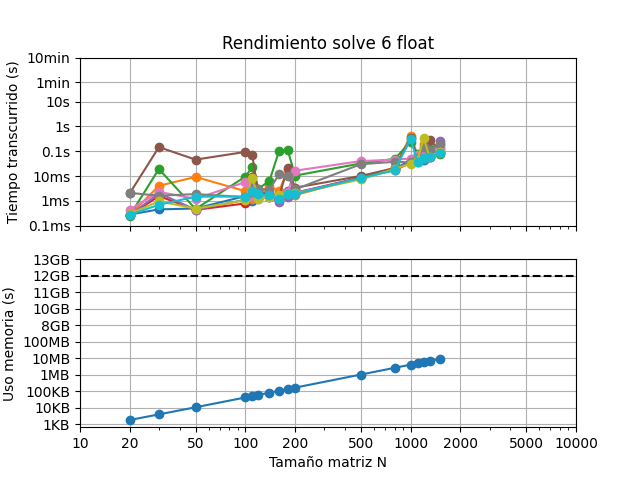 Rendimiento solve 6 float
Tiempo transcurrido (s)
10min
1min
10s
1s
0.1s
10ms
1ms
0.1ms
Uso memoria (s)
13GB
12GB
11GB
10GB
8GB
100MB
10MB
1MB
100KB
10KB
1KB
10 20 50 100 200 500 1000 2000 5000 10000
Tamaño matriz N